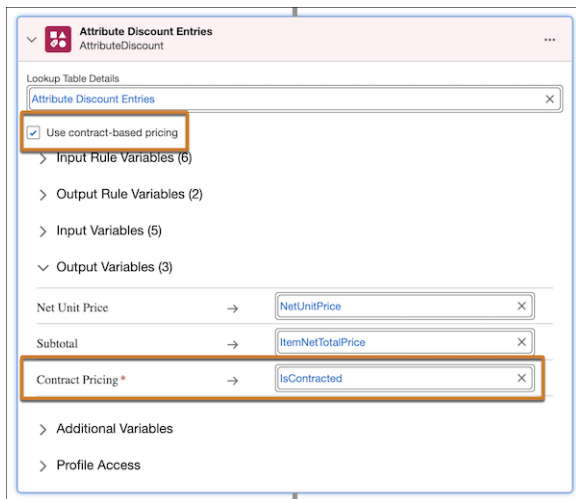 Attribute Discount Entries
AttributeDiscount
Lookup Table Details
Attribute Discount Entries
Use contract-based pricing
Input Rule Variables (6)
Output Rule Variables (2)
Input Variables (5)
Output Variables (3)
Net Unit Price → NetUnitPrice
Subtotal → ItemNetTotalPrice
Contract Pricing* → IsContracted
Additional Variables
Profile Access